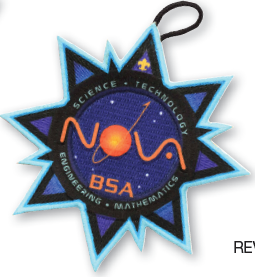 SCIENCE • TECHNOLOGY
NOVA
BSA
ENGINEERING • MATHEMATICS
REV